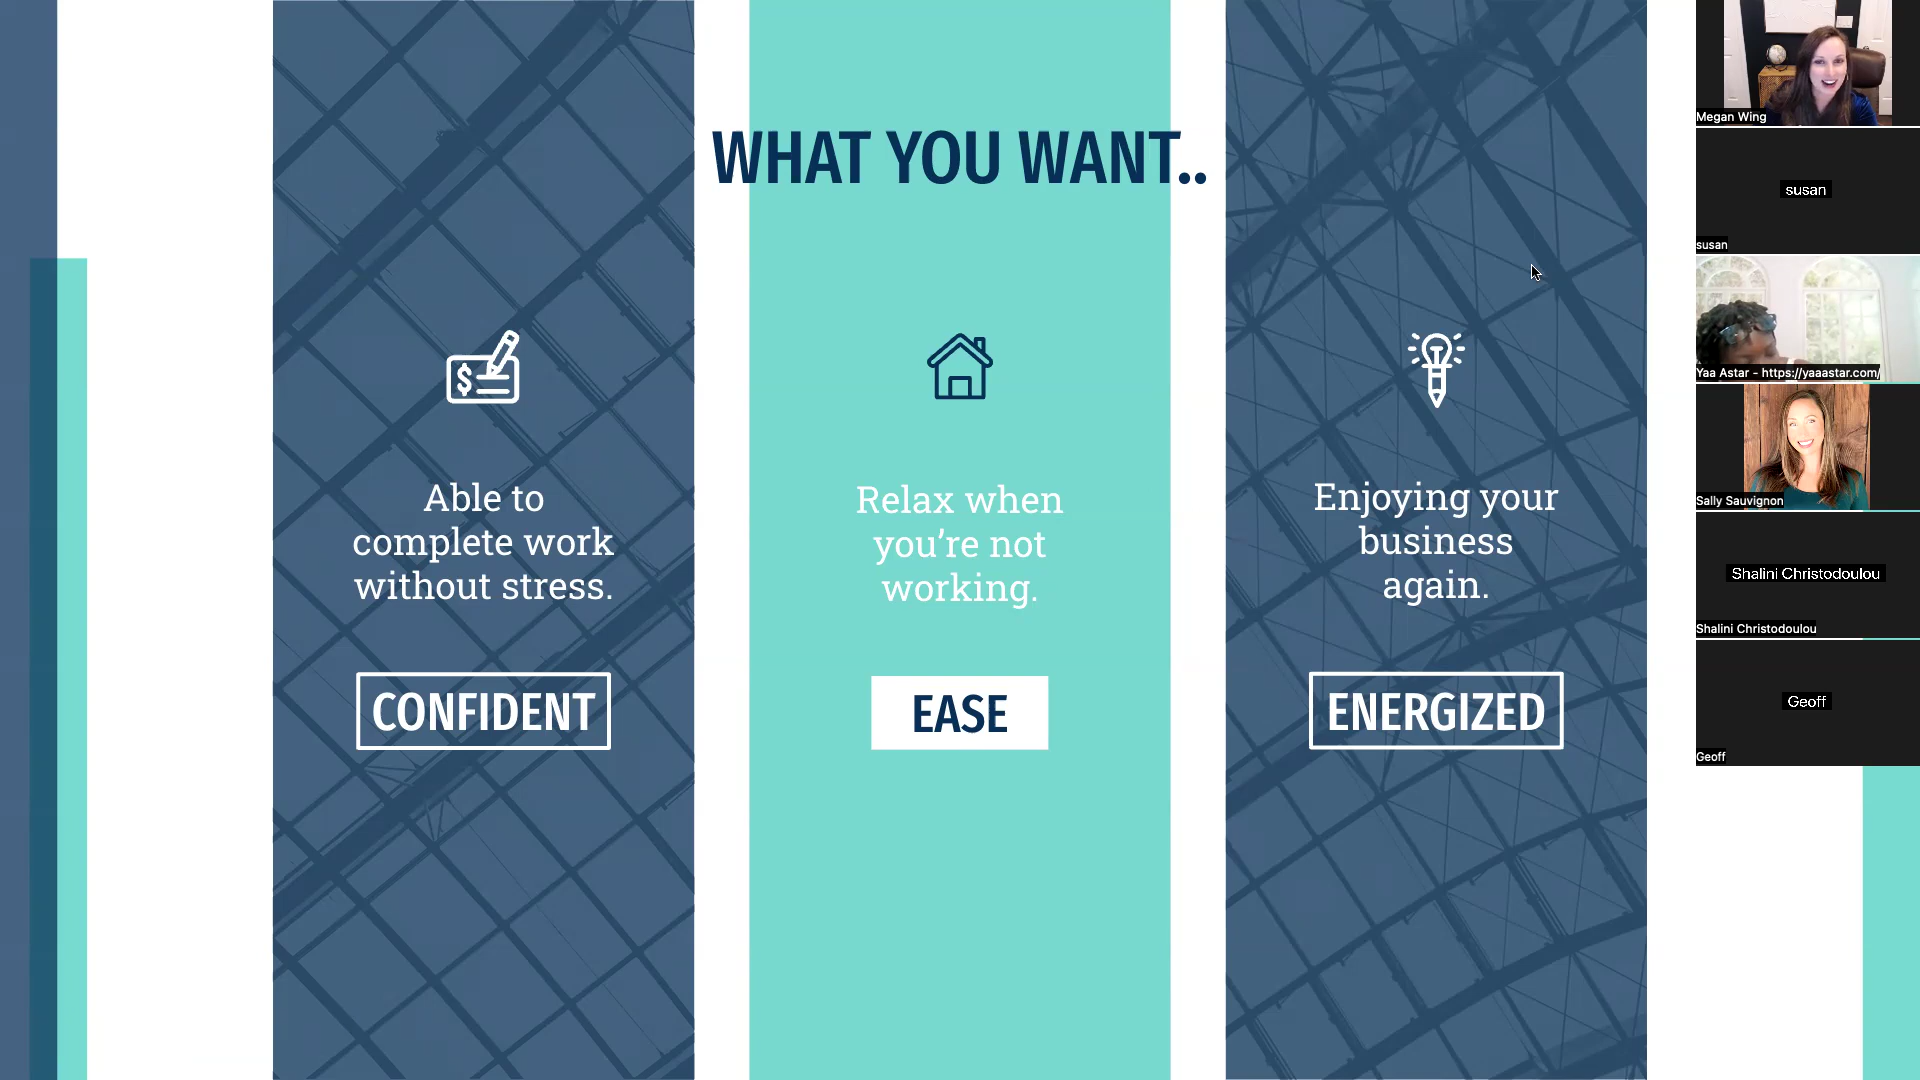 WHAT YOU WANT..
$
Able to
complete work
without stress.
CONFIDENT
Relax when
you’re not
working.
EASE
Enjoying your
business
again.
ENERGIZED
Megan Wing
susan
susan
Yaa Astar - https://yaaastar.com/
Sally Sauvignon
Shalini Christodoulou
Shalini Christodoulou
Geoff
Geoff